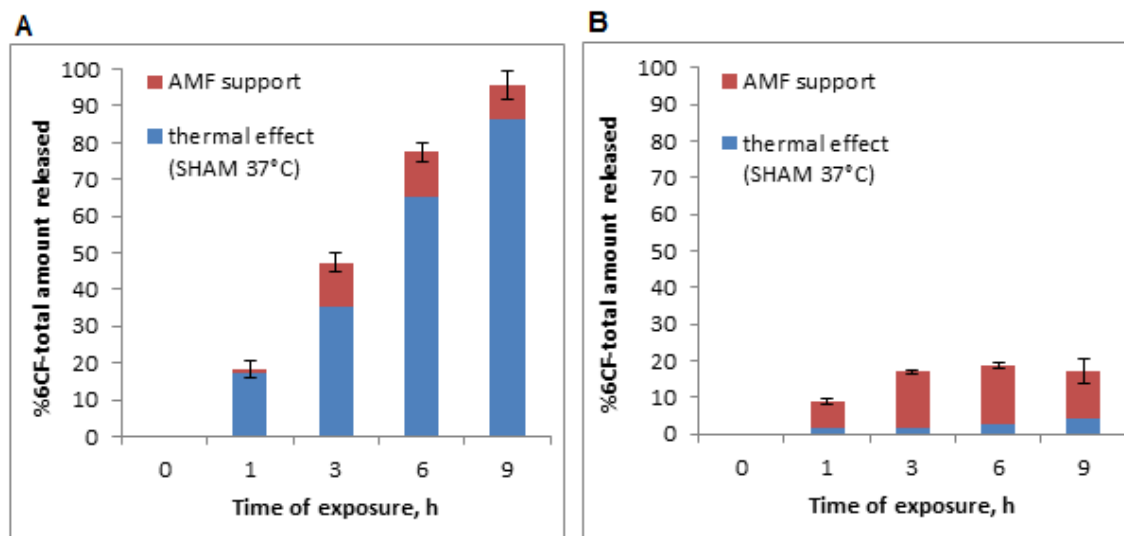 A
%6CF-total amount released
100
90
80
70
60
50
40
30
20
10
0
AMF support
thermal effect
(SHAM 37°C)
0 1 3 6 9
Time of exposure, h
B
%6CF-total amount released
100
90
80
70
60
50
40
30
20
10
0
AMF support
thermal effect
(SHAM 37°C)
0 1 3 6 9
Time of exposure, h